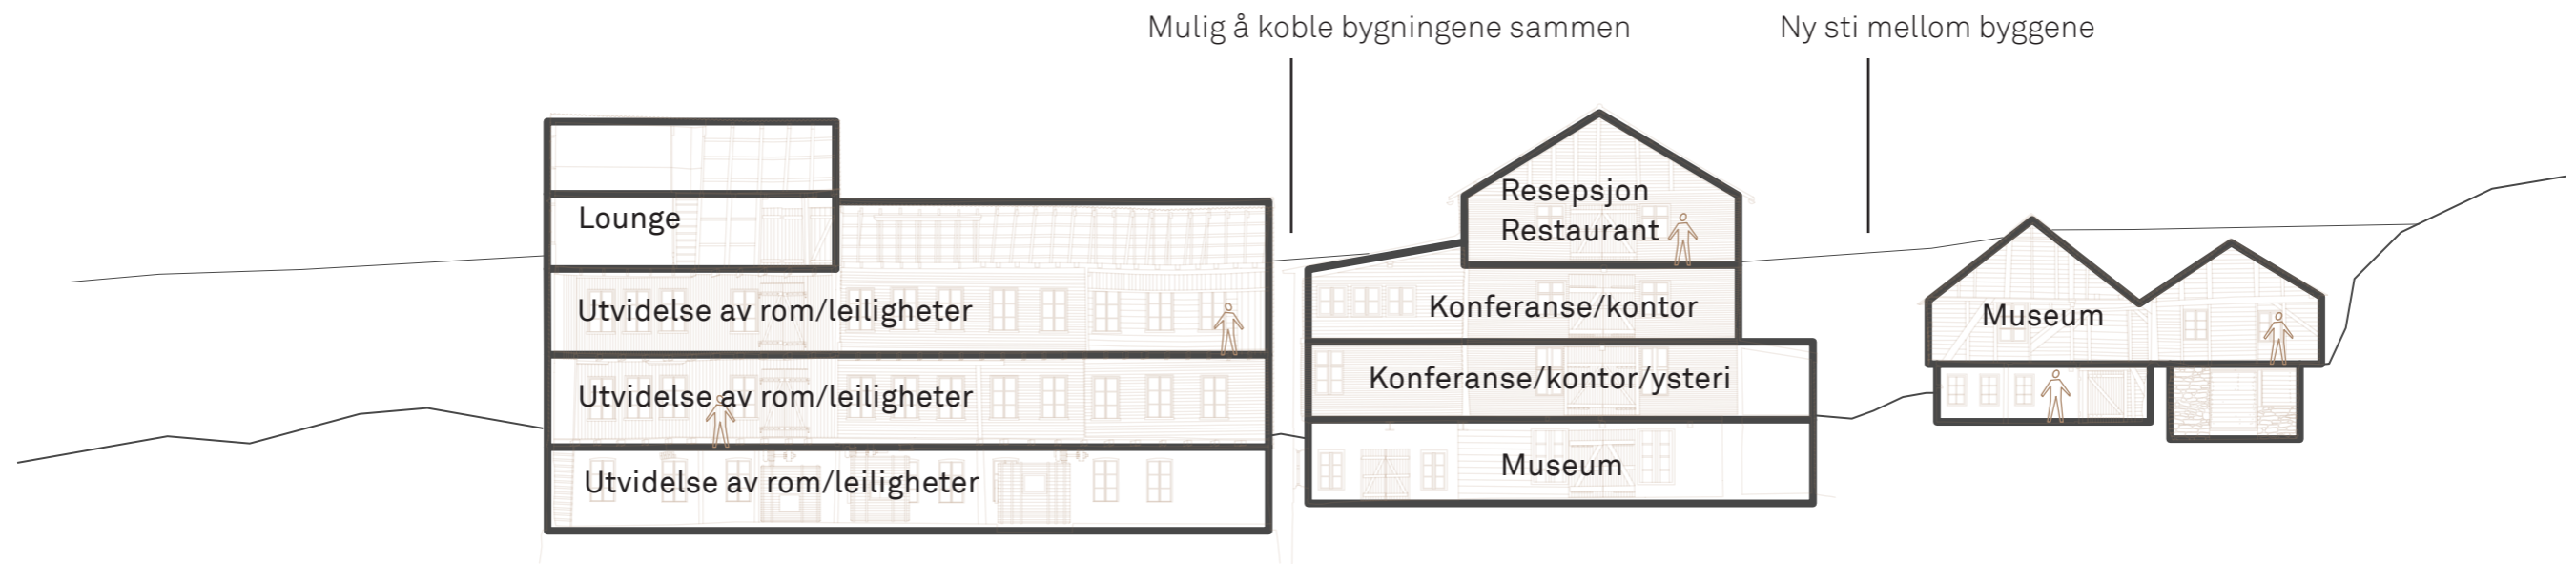 Mulig å koble bygningene sammen
Ny sti mellom byggene
Lounge
Utvidelse av rom/leiligheter
Utvidelse av rom/leiligheter
Utvidelse av rom/leiligheter
Resepsjon
Restaurant
Konferanse/kontor
Konferanse/kontor/ysteri
Museum
Museum